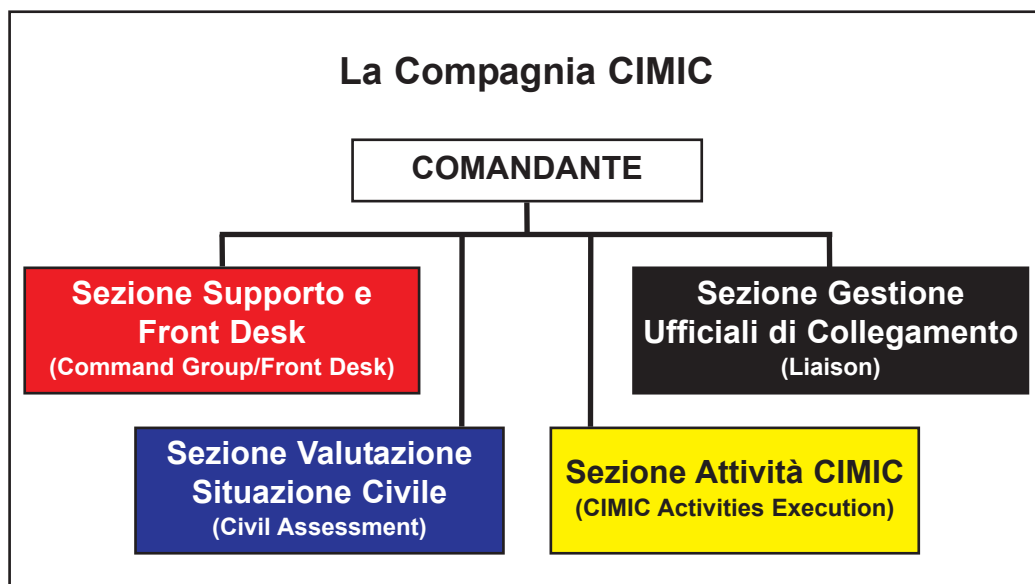 La Compagnia CIMIC
COMANDANTE
Sezione Supporto e
Front Desk
(Command Group/Front Desk)
Sezione Gestione
Ufficiali di Collegamento
(Liaison)
Sezione Valutazione
Situazione Civile
(Civil Assessment)
Sezione Attività CIMIC
(CIMIC Activities Execution)